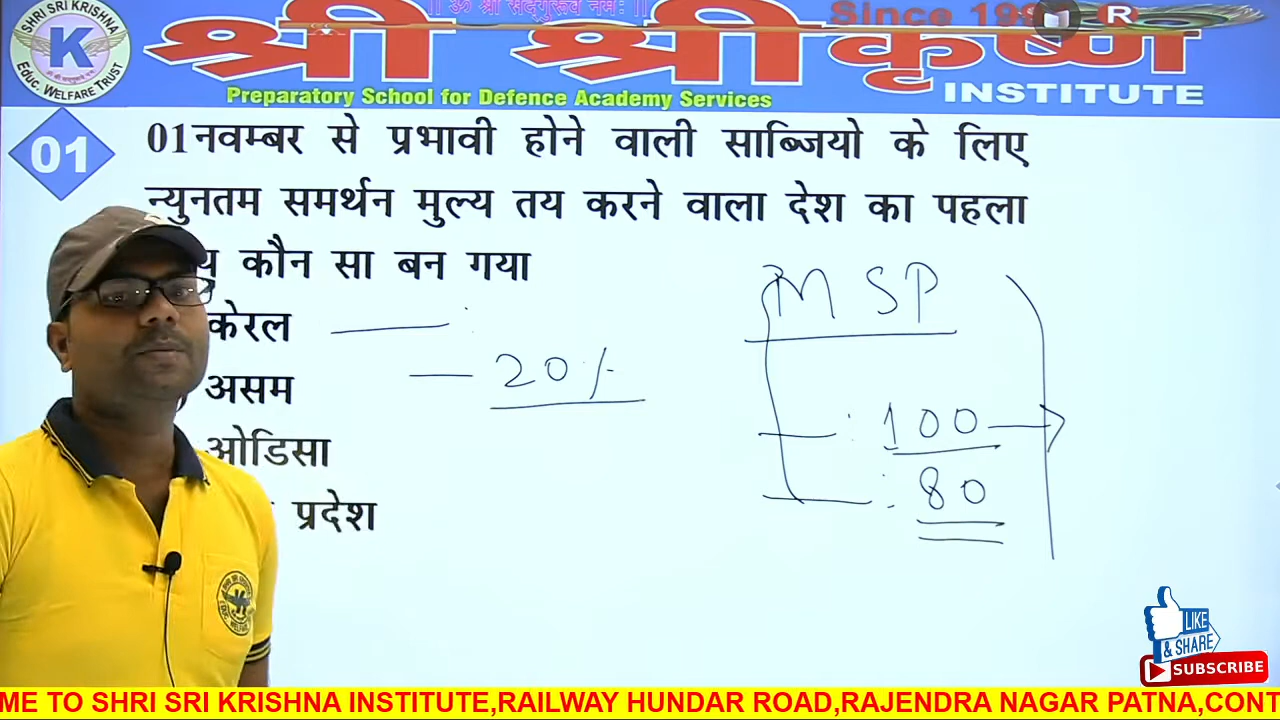 || ॐ श्री सद्‌गुरूवे नमः ||
Since
R
SHRI SRI KRISHNA
K
Educ. WELFARE TRUST
श्री श्री कृष्ण
INSTITUTE
Preparatory School for Defence Academy Services
01
01नवम्बर से प्रभावी होने वाली साब्जियो के लिए
न्युनतम समर्थन मुल्य तय करने वाला देश का पहला
कौन सा बन गया
केरल
असम
ओडिसा
प्रदेश
MSP
20%
100
80
LIKE
& SHARE
SUBSCRIBE
ME TO SHRI SRI KRISHNA INSTITUTE,RAILWAY HUNDAR ROAD,RAJENDRA NAGAR PATNA,CONT